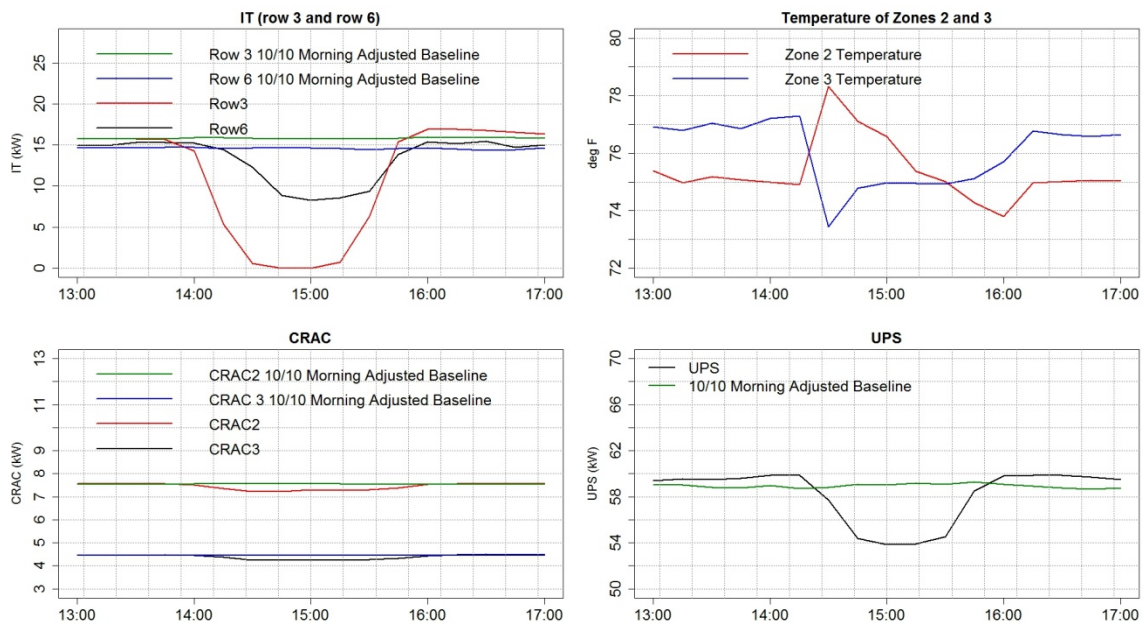 IT (row 3 and row 6)
IT (kW)
25
20
15
10
5
0
Row 3 10/10 Morning Adjusted Baseline
Row 6 10/10 Morning Adjusted Baseline
Row3
Row6
13:00 14:00 15:00 16:00 17:00
Temperature of Zones 2 and 3
deg F
80
78
76
74
72
Zone 2 Temperature
Zone 3 Temperature
13:00 14:00 15:00 16:00 17:00
CRAC
CRAC (kW)
13
11
9
8
7
6
5
4
3
CRAC2 10/10 Morning Adjusted Baseline
CRAC 3 10/10 Morning Adjusted Baseline
CRAC2
CRAC3
13:00 14:00 15:00 16:00 17:00
UPS
UPS (kW)
70
66
62
58
54
50
UPS
10/10 Morning Adjusted Baseline
13:00 14:00 15:00 16:00 17:00